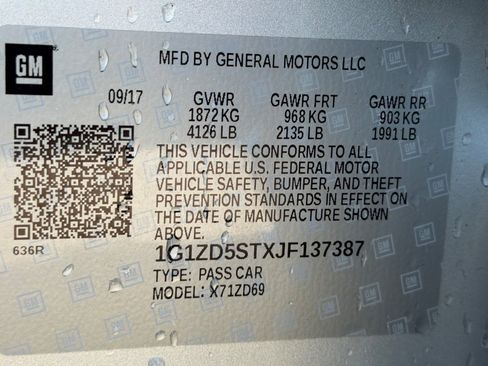 GM
MFD BY GENERAL MOTORS LLC
09/17 GVWR GAWR FRT GAWR RR
1872 KG 968 KG 903 KG
4126 LB 2135 LB 1991 LB
THIS VEHICLE CONFORMS TO ALL
APPLICABLE U.S. FEDERAL MOTOR
VEHICLE SAFETY, BUMPER, AND THEFT
PREVENTION STANDARDS IN EFFECT
ON THE DATE OF MANUFACTURE SHOWN
ABOVE.
636R
1G1ZD5STXJF137387
TYPE: PASS CAR
MODEL: X71ZD69